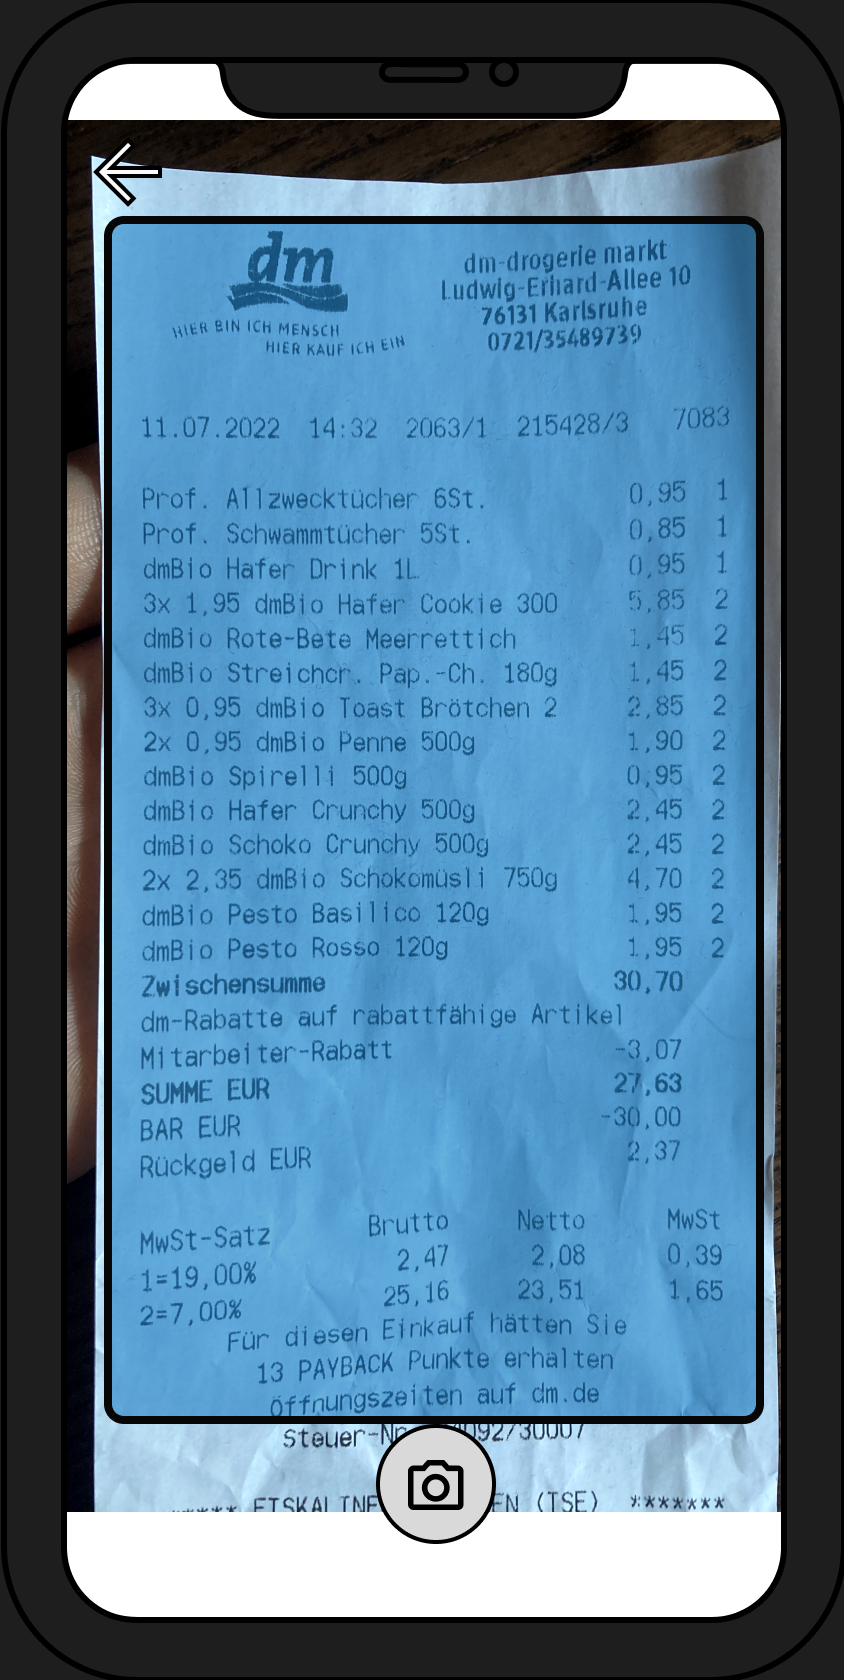 dm
HIER BIN ICH MENSCH
HIER KAUF ICH EIN
dm-drogerie markt
Ludwig-Erhard-Allee 10
76131 Karlsruhe
0721/35489739
11.07.2022 14:32 2063/1 215428/3 7083
Prof. Allzwecktücher 6St. 0,95 1
Prof. Schwammtücher 5St. 0,85 1
dmBio Hafer Drink 1L 0,95 1
3x 1,95 dmBio Hafer Cookie 300 5,85 2
dmBio Rote-Bete Meerrettich 1,45 2
dmBio Streichcr. Pap.-Ch. 180g 1,45 2
3x 0,95 dmBio Toast Brötchen 2 2,85 2
2x 0,95 dmBio Penne 500g 1,90 2
dmBio Spirelli 500g 0,95 2
dmBio Hafer Crunchy 500g 2,45 2
dmBio Schoko Crunchy 500g 2,45 2
2x 2,35 dmBio Schokomüsli 750g 4,70 2
dmBio Pesto Basilico 120g 1,95 2
dmBio Pesto Rosso 120g 1,95 2
Zwischensumme 30,70
dm-Rabatte auf rabattfähige Artikel
Mitarbeiter-Rabatt -3,07
SUMME EUR 27,63
BAR EUR -30,00
Rückgeld EUR 2,37
MwSt-Satz Brutto Netto MwSt
1=19,00% 2,47 2,08 0,39
2=7,00% 25,16 23,51 1,65
Für diesen Einkauf hätten Sie
13 PAYBACK Punkte erhalten
Öffnungszeiten auf dm.de
Steuer-Nr 092/30007
(TSE) *******